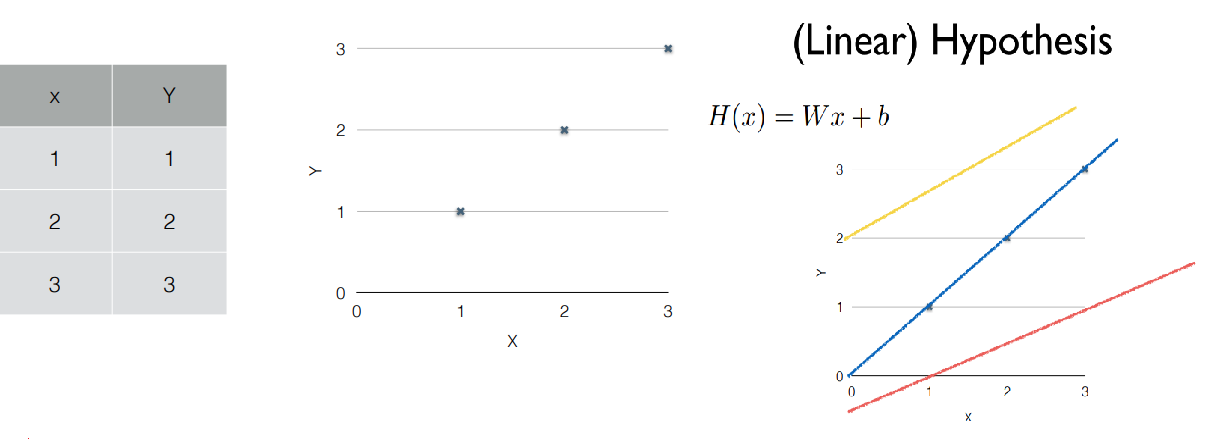 x Y
1 1
2 2
3 3
3
2
1
0
Y
0 1 2 3
X
(Linear) Hypothesis
H(x) = Wx + b
3
2
1
0
Y
0 1 2 3
X